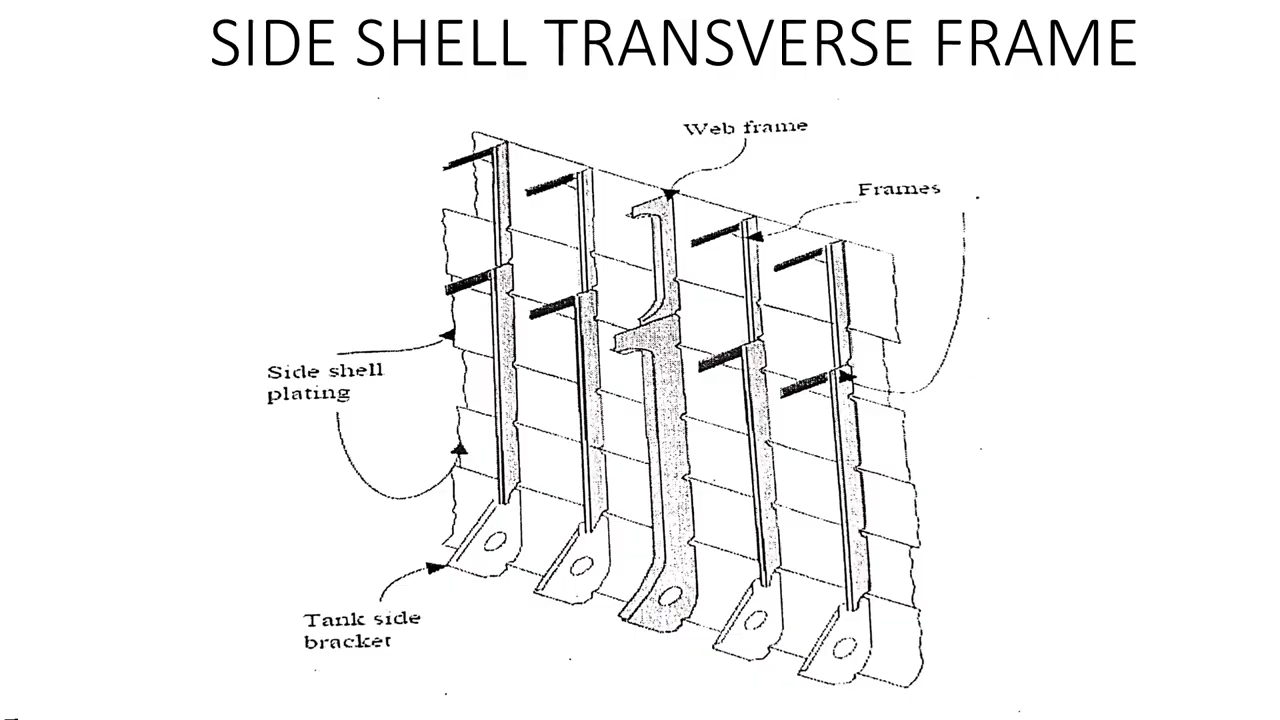 SIDE SHELL TRANSVERSE FRAME
Web frame
Frames
Side shell
plating
Tank side
bracket